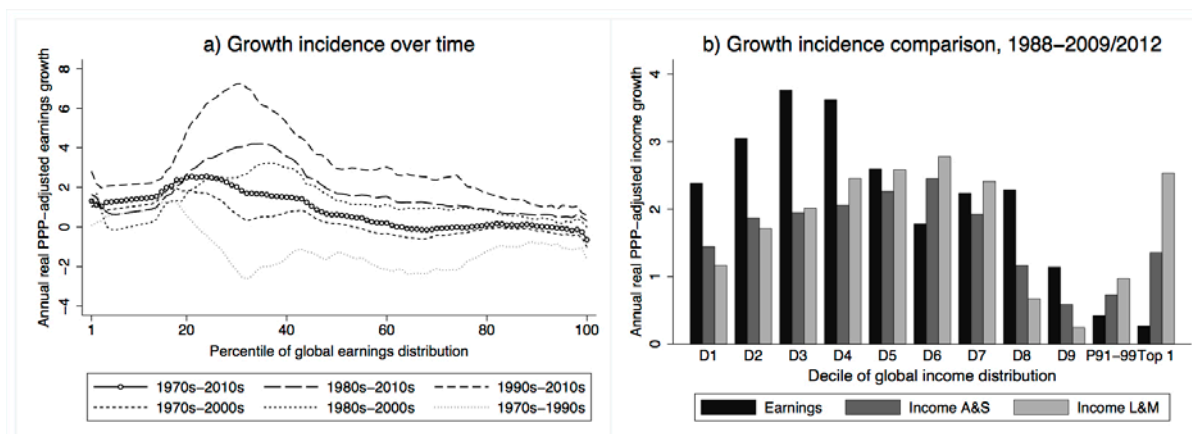 a) Growth incidence over time
Annual real PPP-adjusted earnings growth
8
6
4
2
0
−2
−4
1
20
40
60
80
100
Percentile of global earnings distribution
1970s−2010s
1980s−2010s
1990s−2010s
1970s−2000s
1980s−2000s
1970s−1990s
b) Growth incidence comparison, 1988−2009/2012
Annual real PPP-adjusted income growth
4
3
2
1
0
D1 D2 D3 D4 D5 D6 D7 D8 D9 P91−99 Top 1
Decile of global income distribution
Earnings
Income A&S
Income L&M